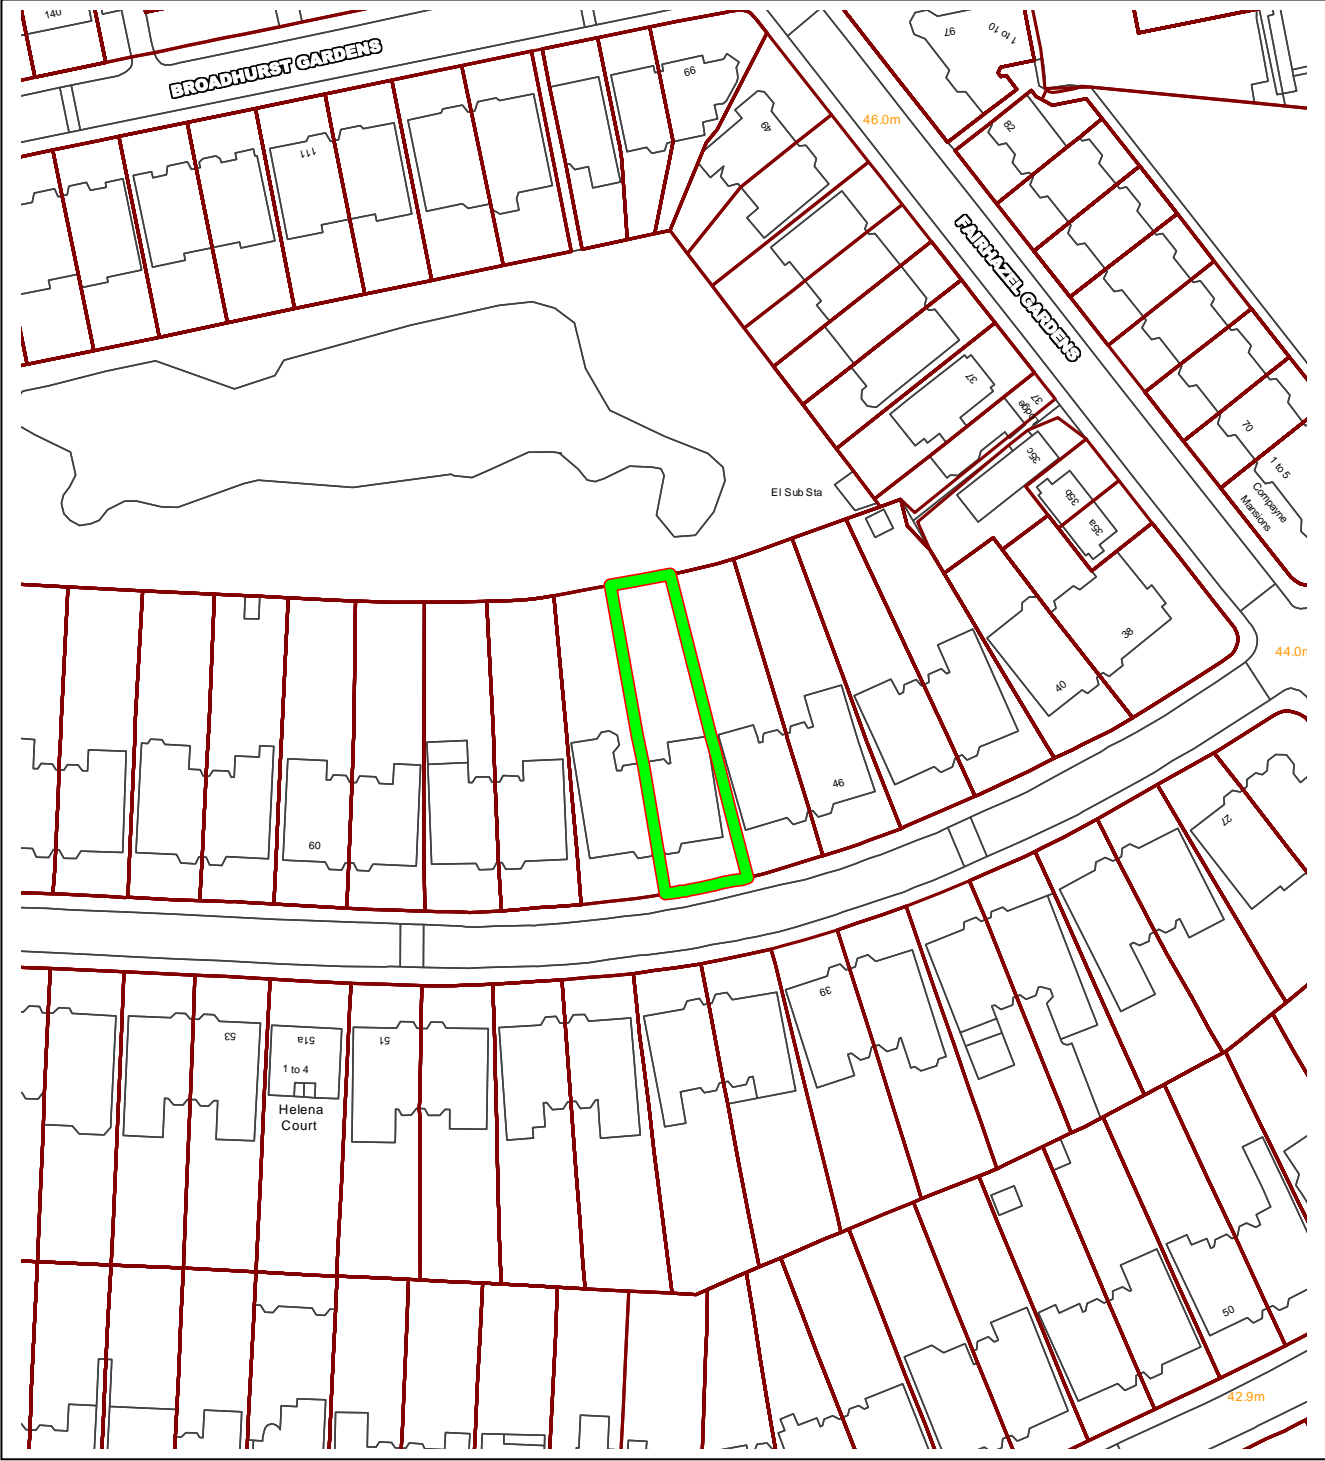 140
BROADHURST GARDENS
97
1 to 10
66
49
46.0m
82
111
FAIRHAZEL GARDENS
37
37
Lodge
70
1 to 5
Compayne
Mansions
35c
35b
35a
El Sub Sta
38
44.0m
40
46
60
27
39
53
51a
51
1 to 4
Helena
Court
50
42.9m